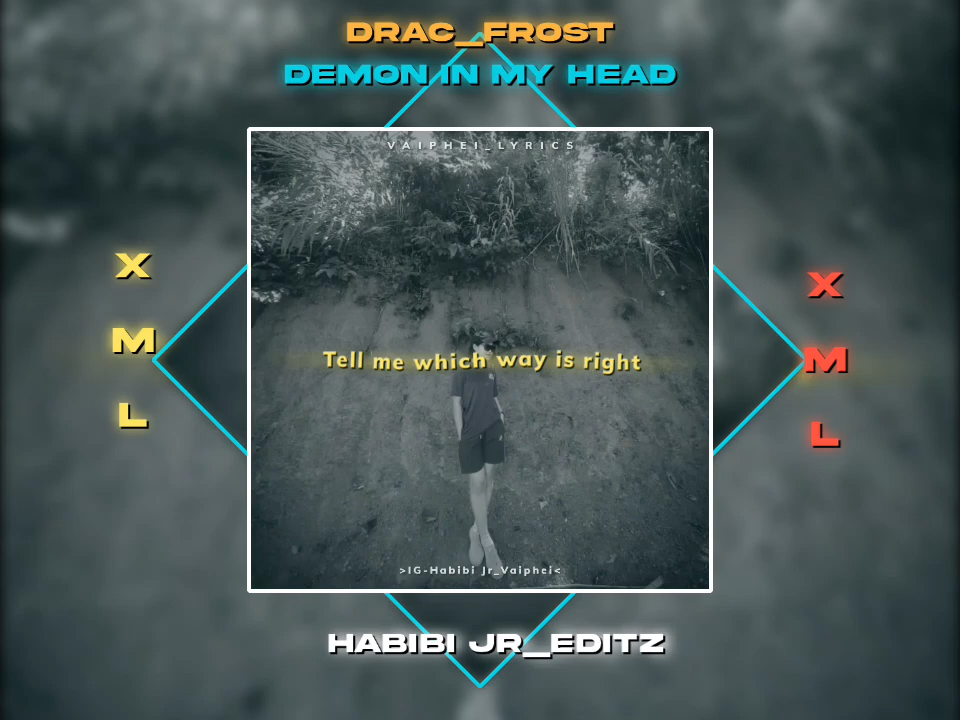 DRAC_FROST
DEMON IN MY HEAD
VAIPHEI_LYRICS
X
M
L
Tell me which way is right
X
M
L
>IG-Habibi Jr_Vaiphei<
HABIBI JR_EDITZ